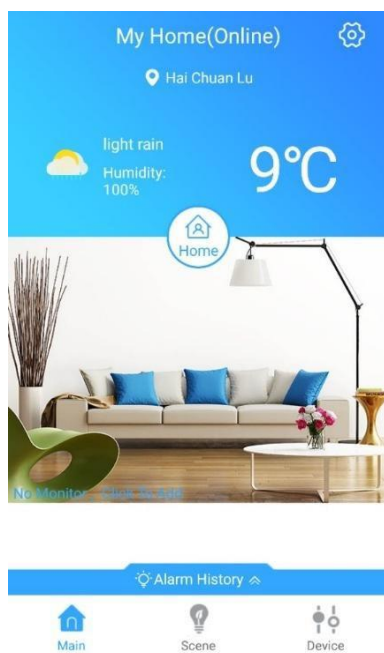 My Home(Online)
Hai Chuan Lu
light rain
9°C
Humidity:
100%
Home
No Monitor , Click To Add
Alarm History
Main
Scene
Device